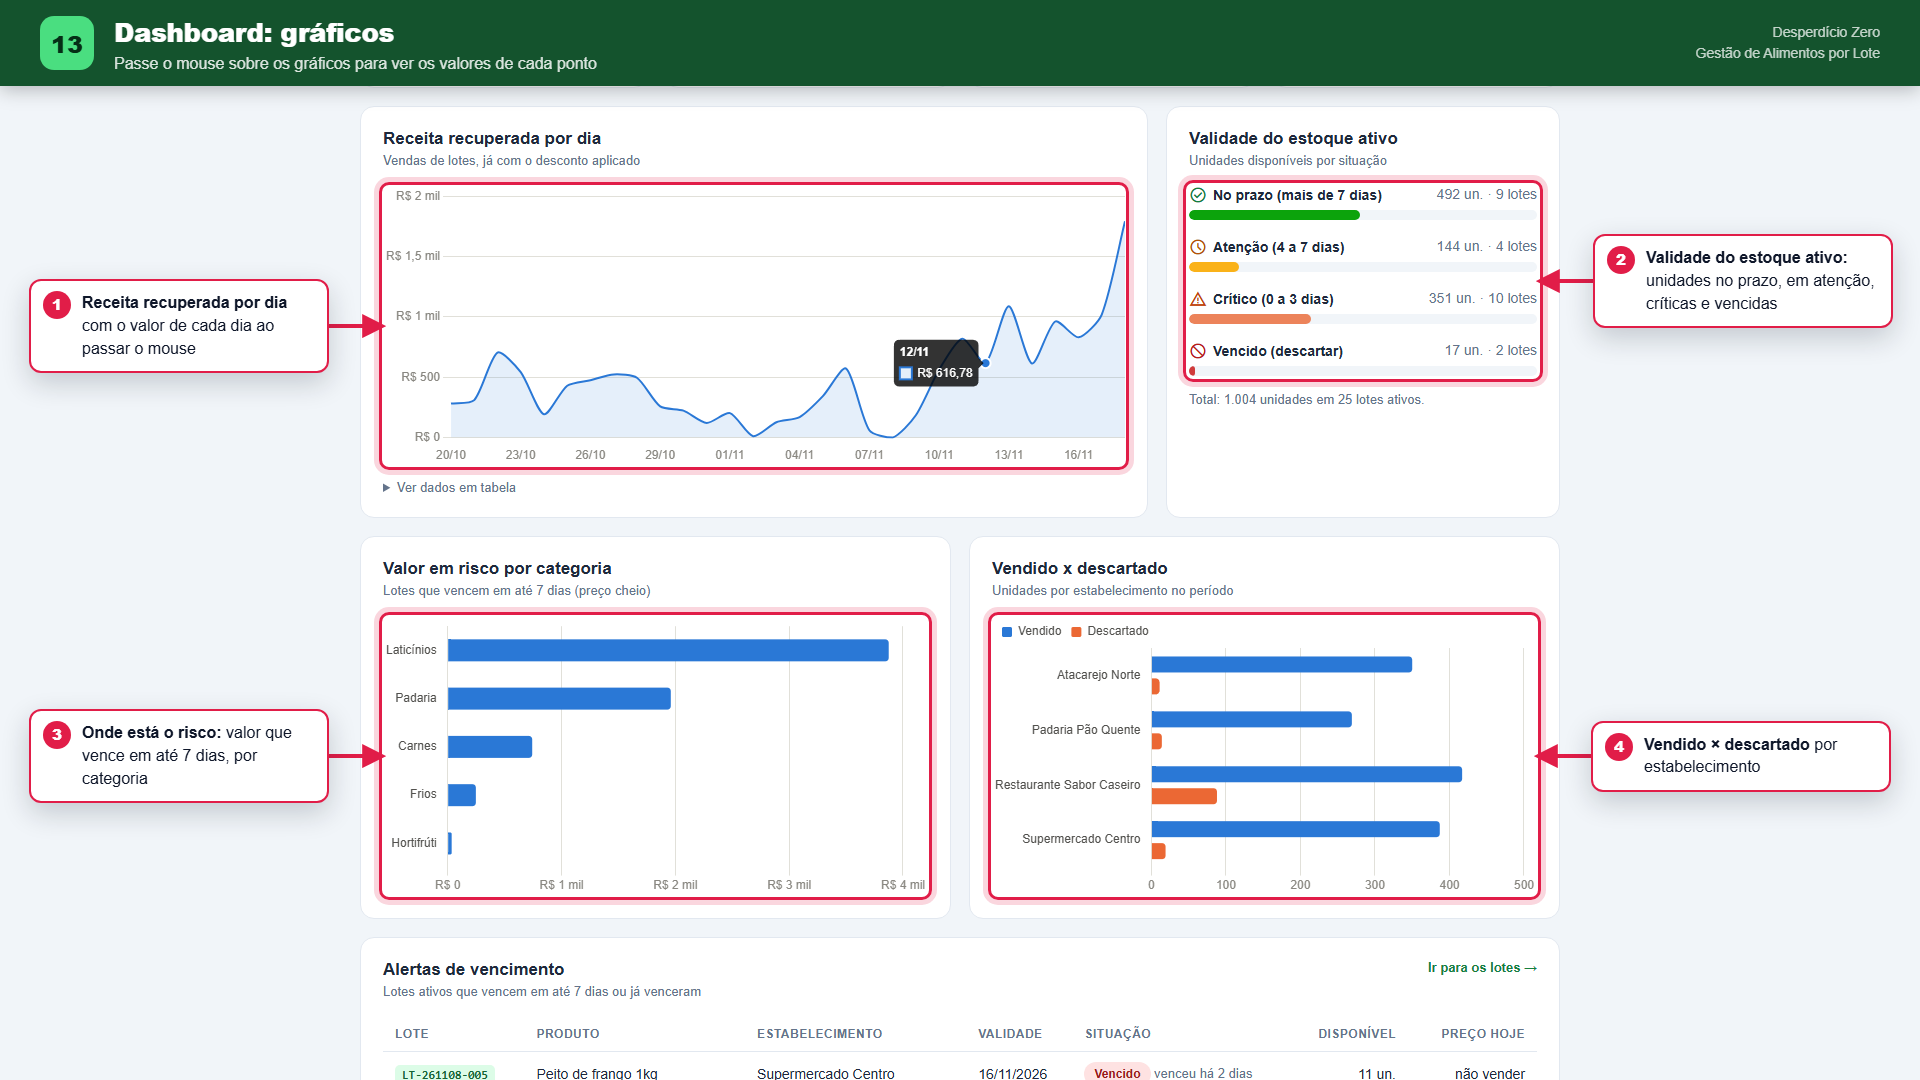 13
Dashboard: gráficos
Passe o mouse sobre os gráficos para ver os valores de cada ponto
Desperdício Zero
Gestão de Alimentos por Lote
Receita recuperada por dia
Vendas de lotes, já com o desconto aplicado
R$ 2 mil
R$ 1,5 mil
R$ 1 mil
R$ 500
R$ 0
12/11
R$ 616,78
20/10 23/10 26/10 29/10 01/11 04/11 07/11 10/11 13/11 16/11
Ver dados em tabela
1 Receita recuperada por dia
com o valor de cada dia ao
passar o mouse
Validade do estoque ativo
Unidades disponíveis por situação
No prazo (mais de 7 dias) 492 un. · 9 lotes
Atenção (4 a 7 dias) 144 un. · 4 lotes
Crítico (0 a 3 dias) 351 un. · 10 lotes
Vencido (descartar) 17 un. · 2 lotes
Total: 1.004 unidades em 25 lotes ativos.
2 Validade do estoque ativo:
unidades no prazo, em atenção,
críticas e vencidas
Valor em risco por categoria
Lotes que vencem em até 7 dias (preço cheio)
Laticínios
Padaria
Carnes
Frios
Hortifrúti
R$ 0 R$ 1 mil R$ 2 mil R$ 3 mil R$ 4 mil
3 Onde está o risco: valor que
vence em até 7 dias, por
categoria
Vendido x descartado
Unidades por estabelecimento no período
Vendido Descartado
Atacarejo Norte
Padaria Pão Quente
Restaurante Sabor Caseiro
Supermercado Centro
0 100 200 300 400 500
4 Vendido × descartado por
estabelecimento
Alertas de vencimento
Ir para os lotes →
Lotes ativos que vencem em até 7 dias ou já venceram
LOTE PRODUTO ESTABELECIMENTO VALIDADE SITUAÇÃO DISPONÍVEL PREÇO HOJE
LT-261108-005 Peito de frango 1kg Supermercado Centro 16/11/2026 Vencido venceu há 2 dias 11 un. não vender